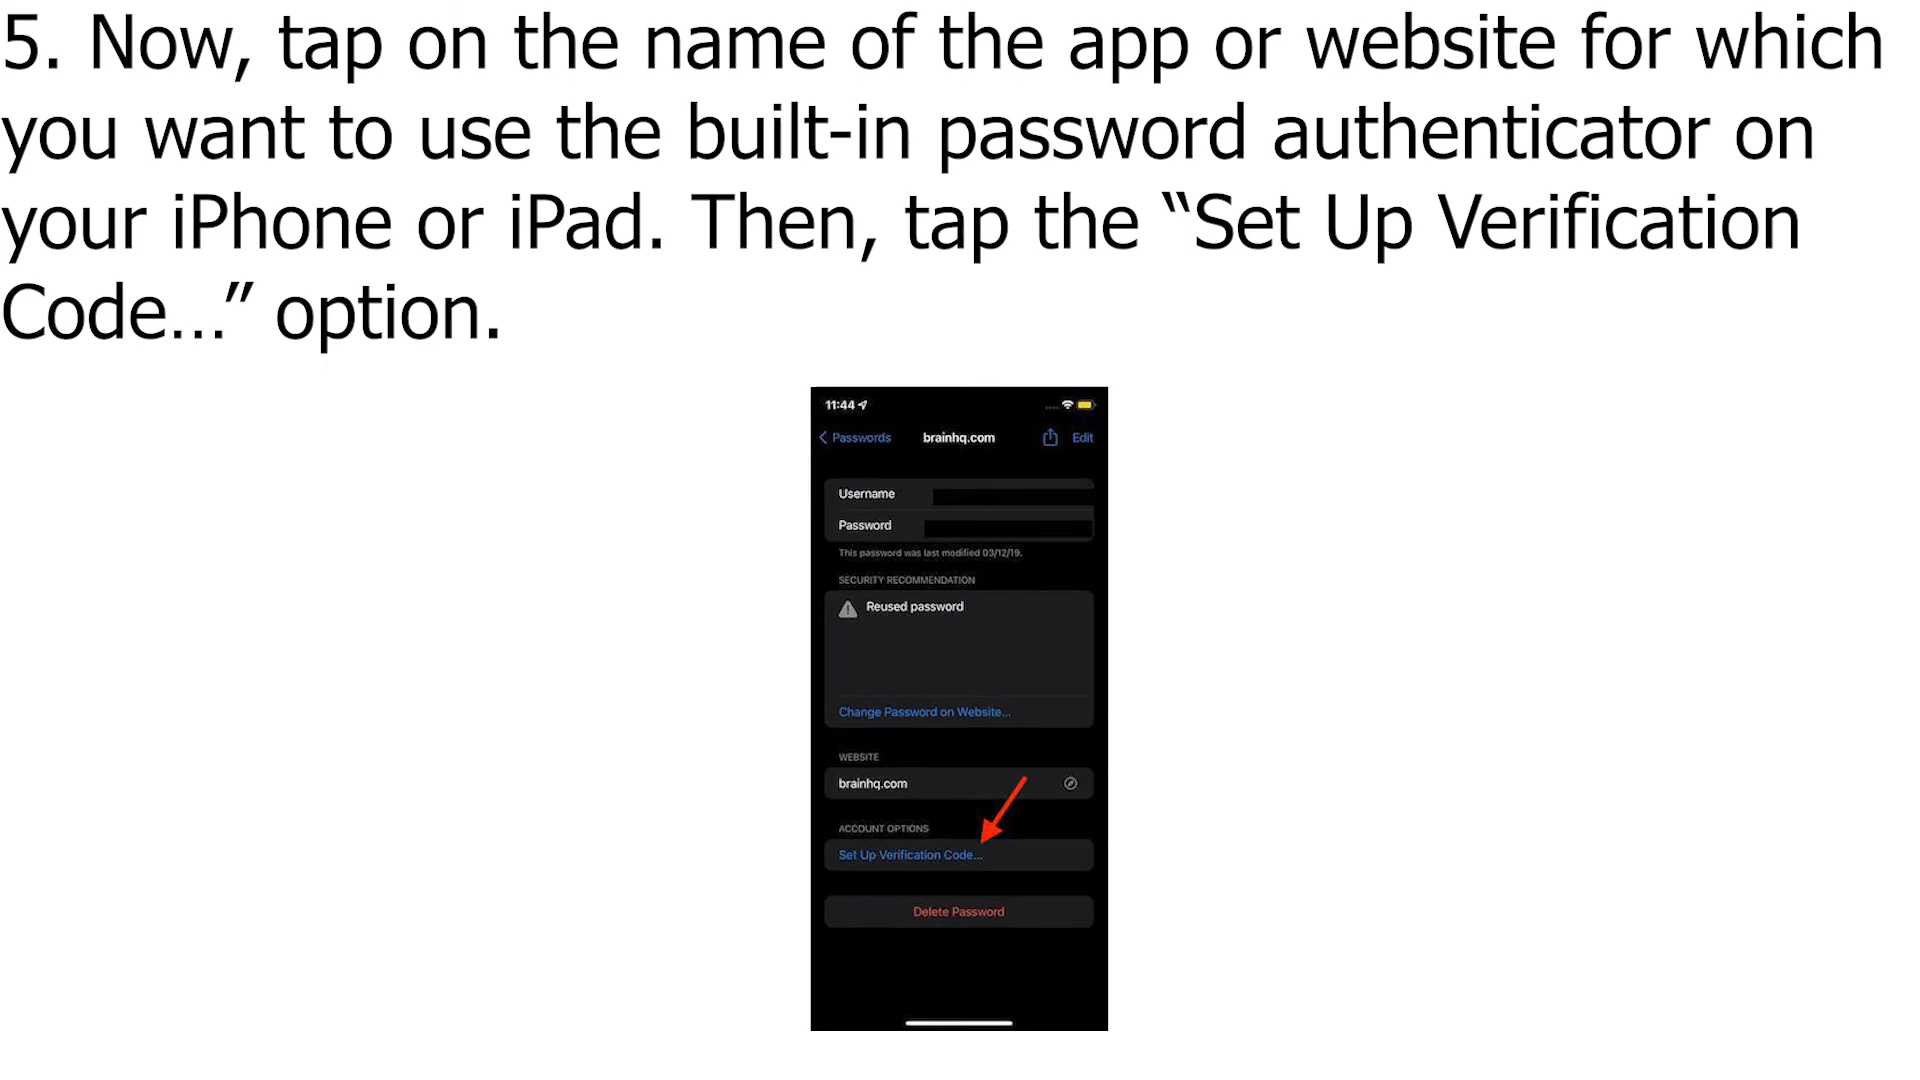 5. Now, tap on the name of the app or website for which
you want to use the built-in password authenticator on
your iPhone or iPad. Then, tap the “Set Up Verification
Code…” option.
11:44
Passwords brainhq.com Edit
Username
Password
This password was last modified 03/12/19.
SECURITY RECOMMENDATION
Reused password
Change Password on Website...
WEBSITE
brainhq.com
ACCOUNT OPTIONS
Set Up Verification Code...
Delete Password